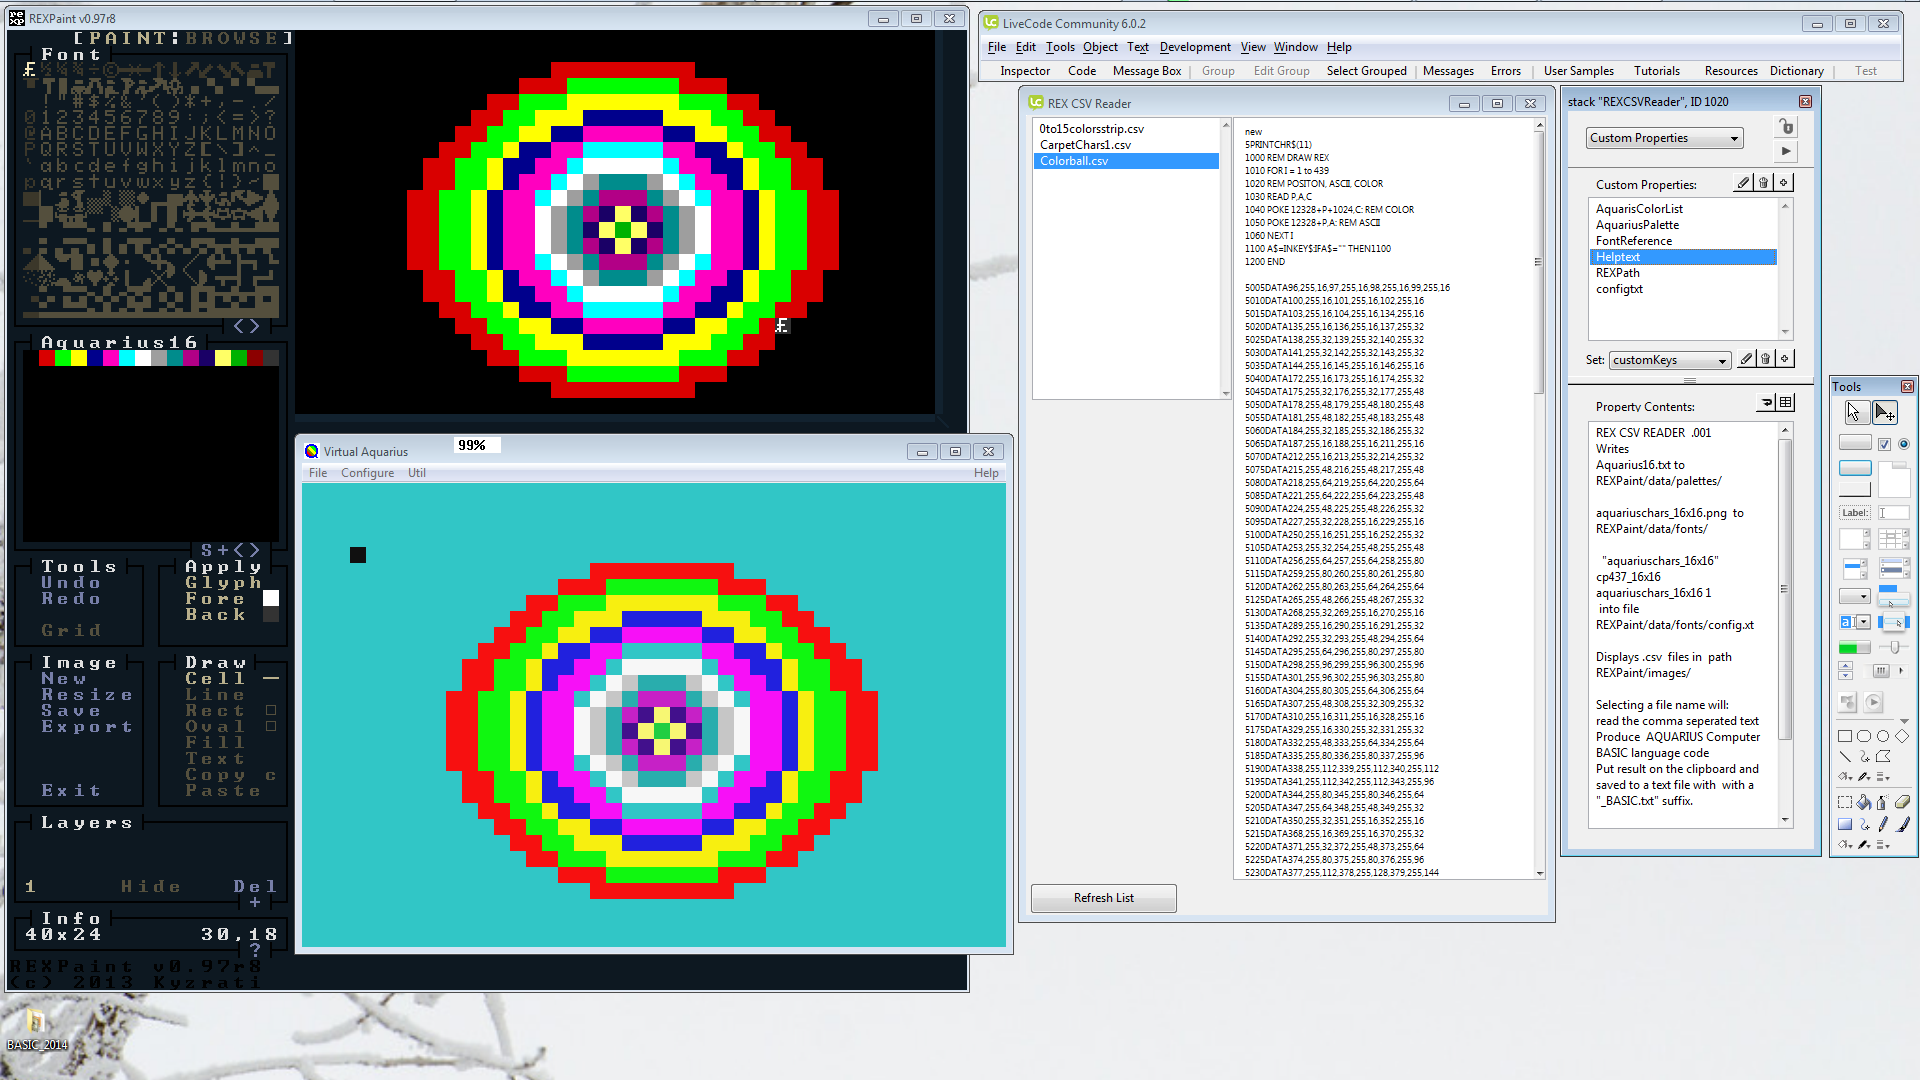 REXPaint v0.97r8
[PAINT:BROWSE]
Font
!"#$%&'()*+,-./
0123456789:;<=>?
@ABCDEFGHIJKLMNO
PQRSTUVWXYZ[\]^_
`abcdefghijklmno
pqrstuvwxyz{|}~
<>
Aquarius16
S+<>
Tools
Undo
Redo
Grid
Apply
Glyph
Fore
Back
Image
New
Resize
Save
Export
Exit
Draw
Cell
Line
Rect
Oval
Fill
Text
Copy c
Paste
Layers
1 Hide Del
+
Info
40x24 30,18
?
REXPaint v0.97r8
(c) 2013 Kyzrati
£
BASIC_2014
Virtual Aquarius 99%
File Configure Util Help
LiveCode Community 6.0.2
File Edit Tools Object Text Development View Window Help
Inspector Code Message Box Group Edit Group Select Grouped Messages Errors User Samples Tutorials Resources Dictionary Test
REX CSV Reader
0to15colorsstrip.csv
CarpetChars1.csv
Colorball.csv
Refresh List
new
5PRINTCHR$(11)
1000 REM DRAW REX
1010 FOR I = 1 to 439
1020 REM POSITON, ASCII, COLOR
1030 READ P,A,C
1040 POKE 12328+P+1024,C: REM COLOR
1050 POKE 12328+P,A: REM ASCII
1060 NEXT I
1100 A$=INKEY$:IFA$="" THEN1100
1200 END
5005DATA96,255,16,97,255,16,98,255,16,99,255,16
5010DATA100,255,16,101,255,16,102,255,16
5015DATA103,255,16,104,255,16,134,255,16
5020DATA135,255,16,136,255,16,137,255,32
5025DATA138,255,32,139,255,32,140,255,32
5030DATA141,255,32,142,255,32,143,255,32
5035DATA144,255,16,145,255,16,146,255,16
5040DATA172,255,16,173,255,16,174,255,32
5045DATA175,255,32,176,255,32,177,255,48
5050DATA178,255,48,179,255,48,180,255,48
5055DATA181,255,48,182,255,48,183,255,48
5060DATA184,255,32,185,255,32,186,255,32
5065DATA187,255,16,188,255,16,211,255,16
5070DATA212,255,16,213,255,32,214,255,32
5075DATA215,255,48,216,255,48,217,255,48
5080DATA218,255,64,219,255,64,220,255,64
5085DATA221,255,64,222,255,64,223,255,48
5090DATA224,255,48,225,255,48,226,255,32
5095DATA227,255,32,228,255,16,229,255,16
5100DATA250,255,16,251,255,16,252,255,32
5105DATA253,255,32,254,255,48,255,255,48
5110DATA256,255,64,257,255,64,258,255,80
5115DATA259,255,80,260,255,80,261,255,80
5120DATA262,255,80,263,255,64,264,255,64
5125DATA265,255,48,266,255,48,267,255,32
5130DATA268,255,32,269,255,16,270,255,16
5135DATA289,255,16,290,255,16,291,255,32
5140DATA292,255,32,293,255,48,294,255,64
5145DATA295,255,64,296,255,80,297,255,80
5150DATA298,255,96,299,255,96,300,255,96
5155DATA301,255,96,302,255,96,303,255,80
5160DATA304,255,80,305,255,64,306,255,64
5165DATA307,255,48,308,255,32,309,255,32
5170DATA310,255,16,311,255,16,328,255,16
5175DATA329,255,16,330,255,32,331,255,32
5180DATA332,255,48,333,255,64,334,255,64
5185DATA335,255,80,336,255,80,337,255,96
5190DATA338,255,112,339,255,112,340,255,112
5195DATA341,255,112,342,255,112,343,255,96
5200DATA344,255,80,345,255,80,346,255,64
5205DATA347,255,64,348,255,48,349,255,32
5210DATA350,255,32,351,255,16,352,255,16
5215DATA368,255,16,369,255,16,370,255,32
5220DATA371,255,32,372,255,48,373,255,64
5225DATA374,255,80,375,255,80,376,255,96
5230DATA377,255,112,378,255,128,379,255,144
stack "REXCSVReader", ID 1020
Custom Properties
Custom Properties:
AquarisColorList
AquariusPalette
FontReference
Helptext
REXPath
configtxt
Set: customKeys
Property Contents:
REX CSV READER .001
Writes
Aquarius16.txt to
REXPaint/data/palettes/
aquariuschars_16x16.png to
REXPaint/data/fonts/
"aquariuschars_16x16"
cp437_16x16
aquariuschars_16x16 1
into file
REXPaint/data/fonts/config.xt
Displays .csv files in path
REXPaint/images/
Selecting a file name will:
read the comma seperated text
Produce AQUARIUS Computer
BASIC language code
Put result on the clipboard and
saved to a text file with with a
"_BASIC.txt" suffix.
Tools
Label: